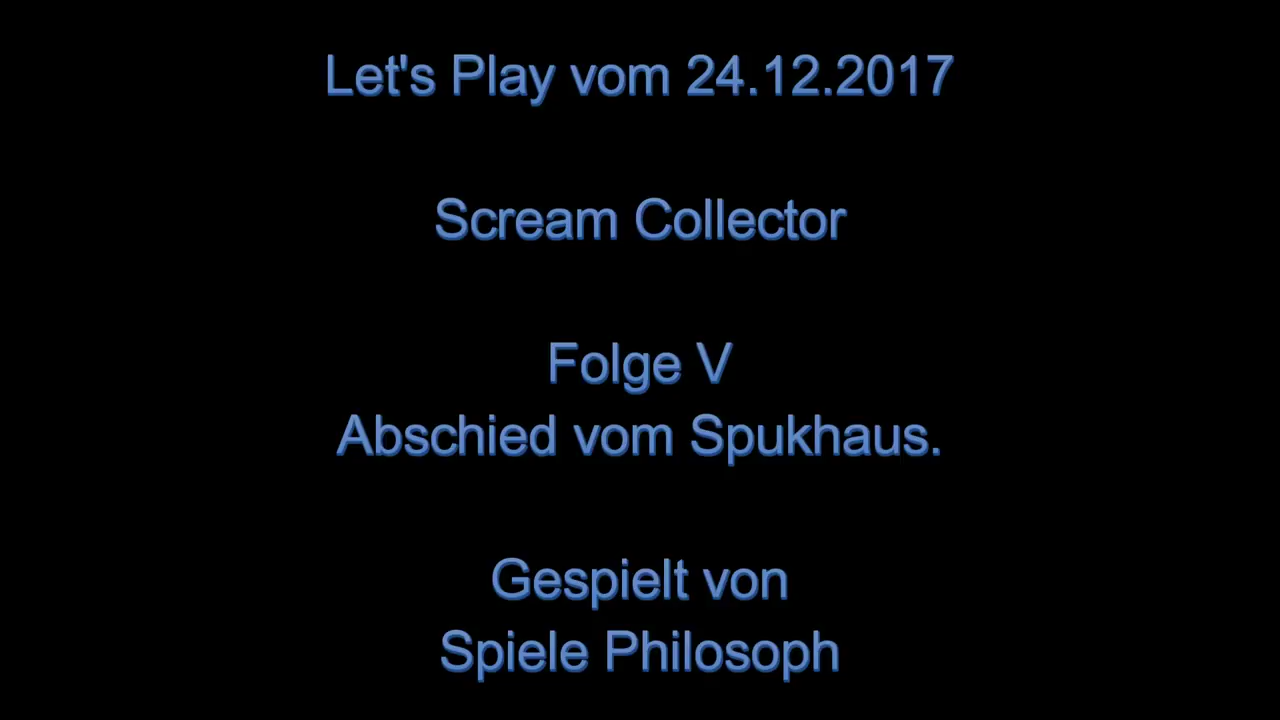 Let's Play vom 24.12.2017
Scream Collector
Folge V
Abschied vom Spukhaus.
Gespielt von
Spiele Philosoph